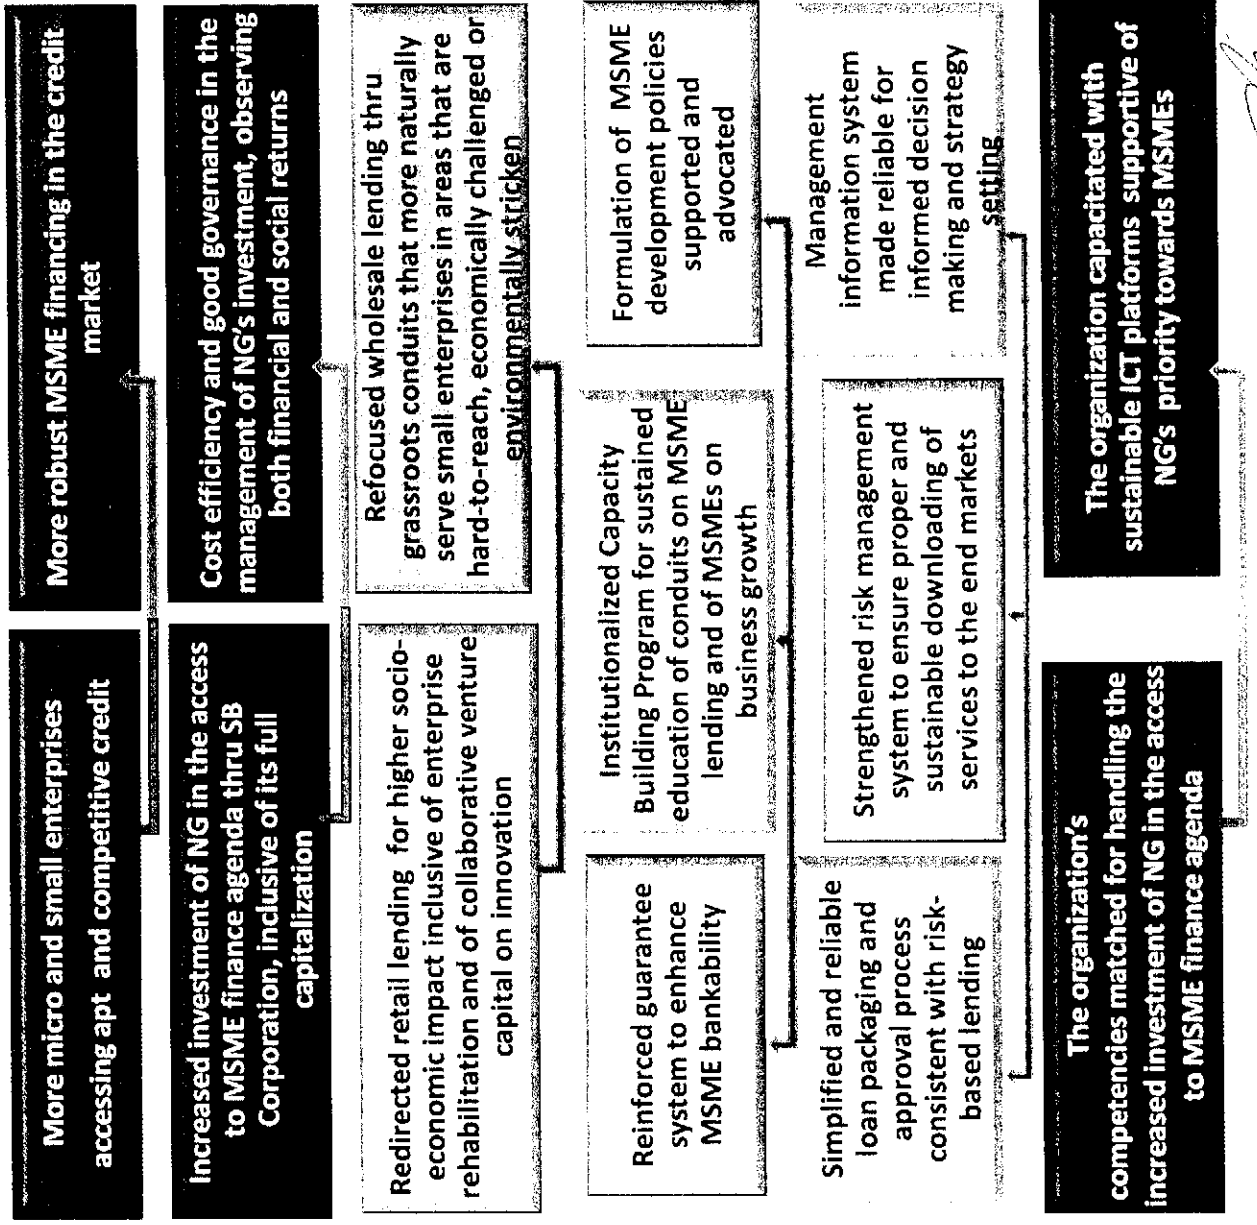 More micro and small enterprises
accessing apt and competitive credit
More robust MSME financing in the credit
market
Increased investment of NG in the access
to MSME finance agenda thru SB
Corporation, inclusive of its full
capitalization
Cost efficiency and good governance in the
management of NG's investment, observing
both financial and social returns
Redirected retail lending for higher socio-
economic impact inclusive of enterprise
rehabilitation and of collaborative venture
capital on innovation
Refocused wholesale lending thru
grassroots conduits that more naturally
serve small enterprises in areas that are
hard-to-reach, economically challenged or
environmentally stricken
Reinforced guarantee
system to enhance
MSME bankability
Institutionalized Capacity
Building Program for sustained
education of conduits on MSME
lending and of MSMEs on
business growth
Formulation of MSME
development policies
supported and
advocated
Simplified and reliable
loan packaging and
approval process
consistent with risk-
based lending
Strengthened risk management
system to ensure proper and
sustainable downloading of
services to the end markets
Management
information system
made reliable for
informed decision
making and strategy
setting
The organization's
competencies matched for handling the
increased investment of NG in the access
to MSME finance agenda
The organization capacitated with
sustainable ICT platforms supportive of
NG's priority towards MSMEs